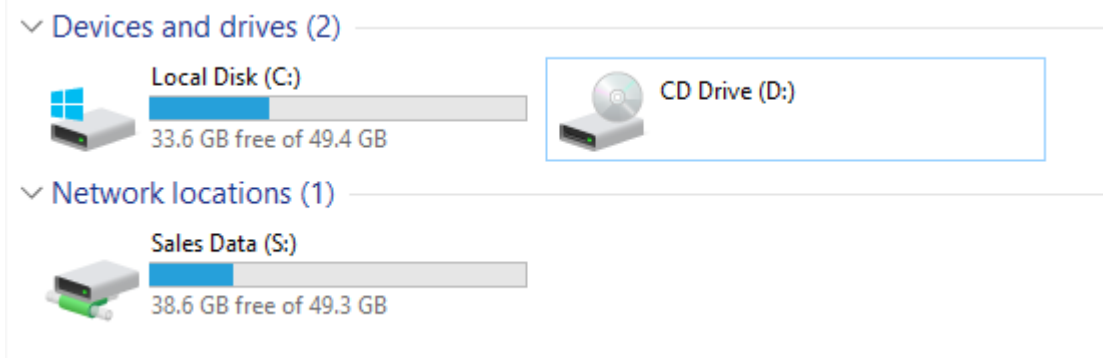 Devices and drives (2)
Local Disk (C:)
33.6 GB free of 49.4 GB
CD Drive (D:)
Network locations (1)
Sales Data (S:)
38.6 GB free of 49.3 GB